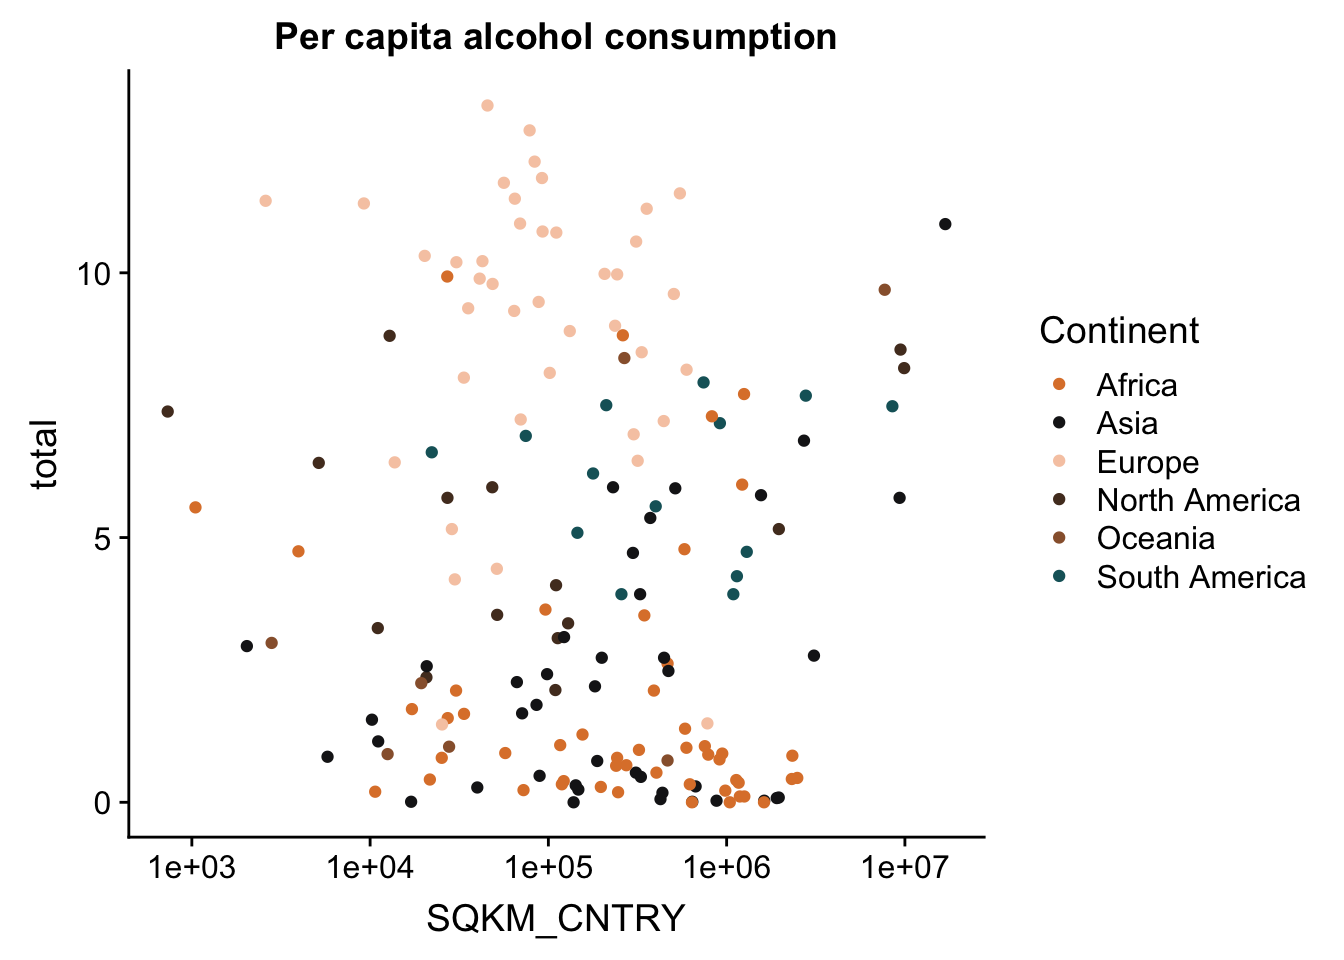 Per capita alcohol consumption
total
10
5
0
1e+03 1e+04 1e+05 1e+06 1e+07
SQKM_CNTRY
Continent
Africa
Asia
Europe
North America
Oceania
South America